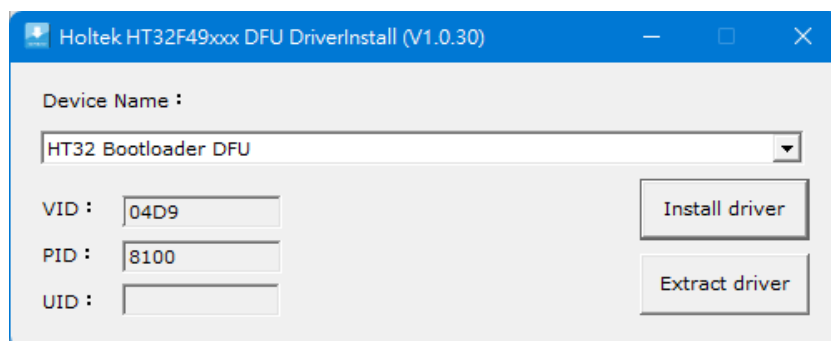 Holtek HT32F49xxx DFU DriverInstall (V1.0.30)
Device Name：
HT32 Bootloader DFU
VID： 04D9
Install driver
PID： 8100
Extract driver
UID：